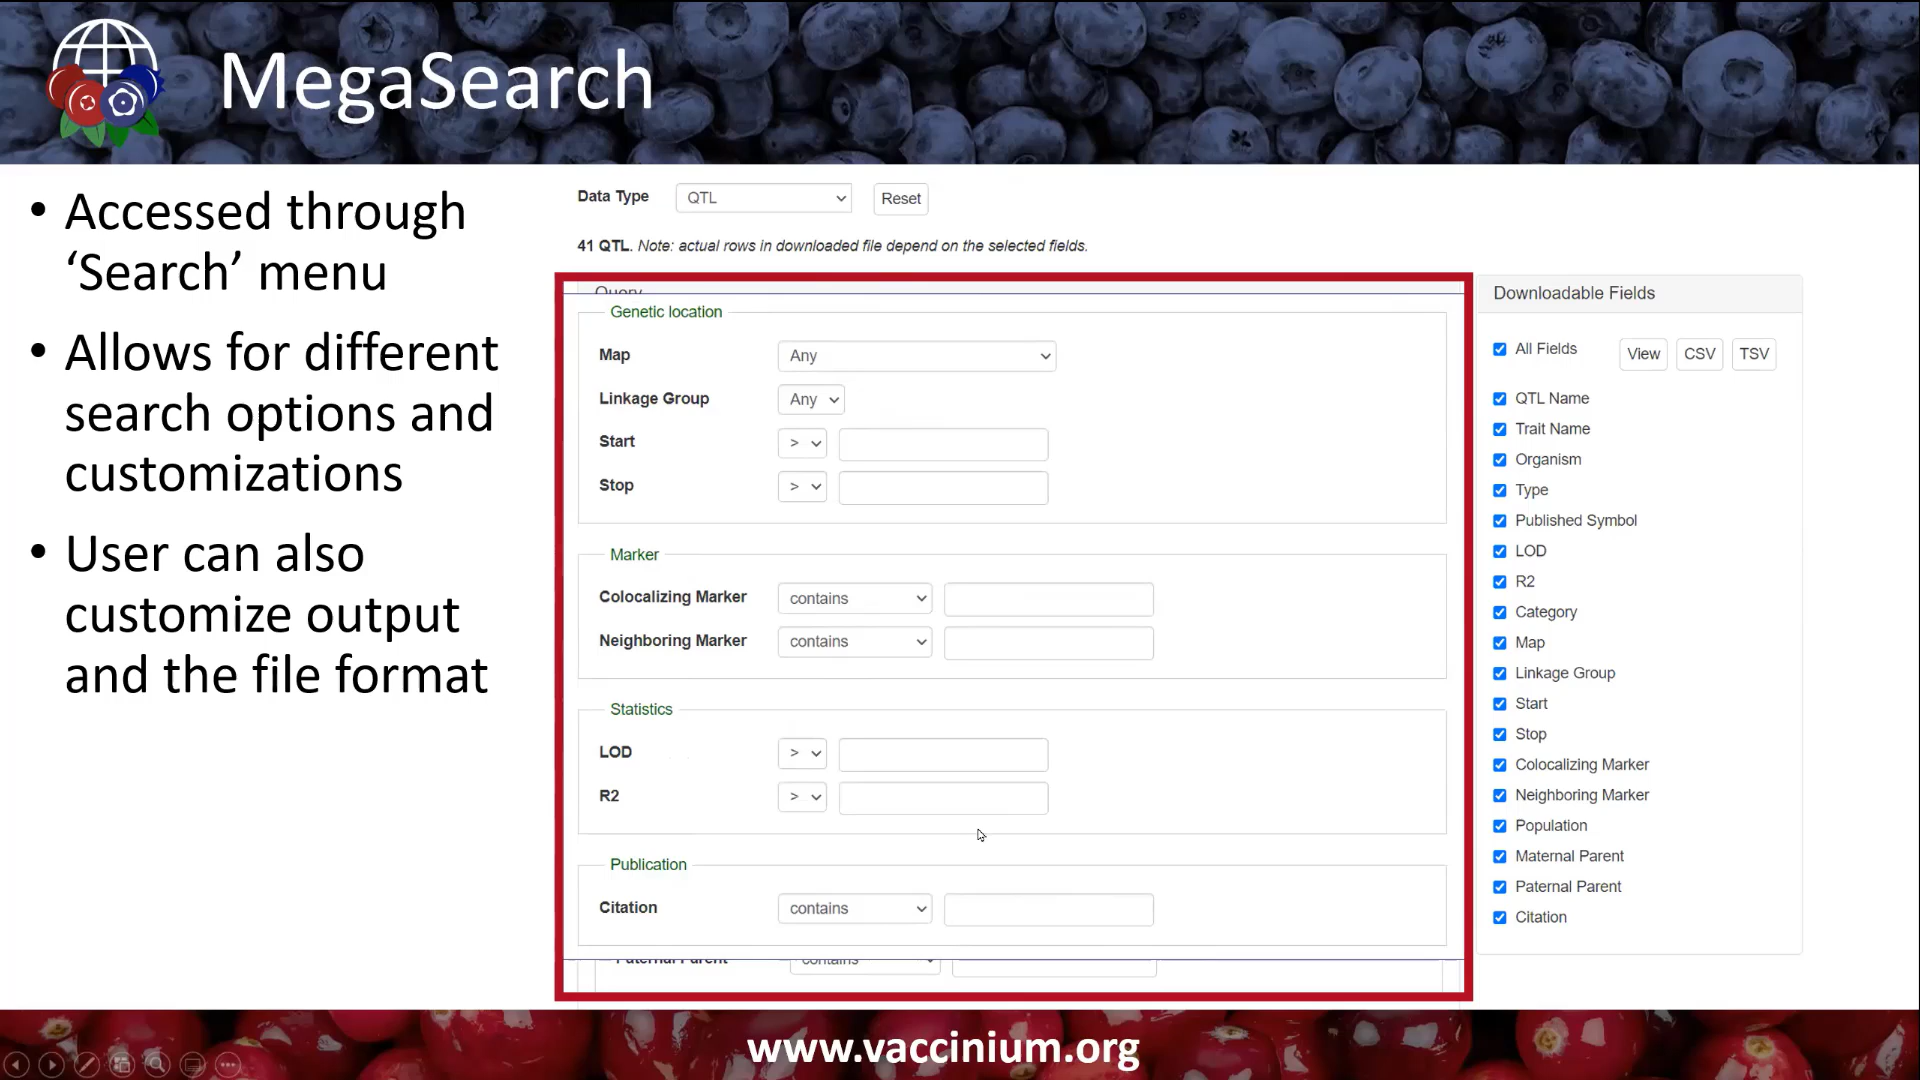 MegaSearch
• Accessed through
‘Search’ menu
• Allows for different
search options and
customizations
• User can also
customize output
and the file format
Data Type QTL Reset
41 QTL. Note: actual rows in downloaded file depend on the selected fields.
Query
Genetic location
Map Any
Linkage Group Any
Start >
Stop >
Marker
Colocalizing Marker contains
Neighboring Marker contains
Statistics
LOD >
R2 >
Publication
Citation contains
Paternal Parent contains
Downloadable Fields
All Fields View CSV TSV
QTL Name
Trait Name
Organism
Type
Published Symbol
LOD
R2
Category
Map
Linkage Group
Start
Stop
Colocalizing Marker
Neighboring Marker
Population
Maternal Parent
Paternal Parent
Citation
www.vaccinium.org